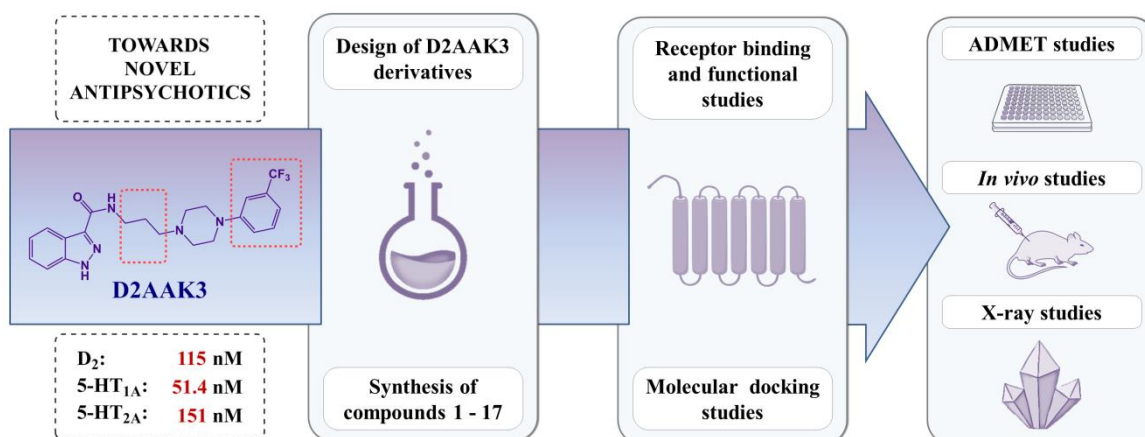 TOWARDS
NOVEL
ANTIPSYCHOTICS
O
H
N
N
N
CF₃
N
N
H
D2AAK3
D₂: 115 nM
5-HT₁ₐ: 51.4 nM
5-HT₂ₐ: 151 nM
Design of D2AAK3
derivatives
Synthesis of
compounds 1 - 17
Receptor binding
and functional
studies
Molecular docking
studies
ADMET studies
In vivo studies
X-ray studies